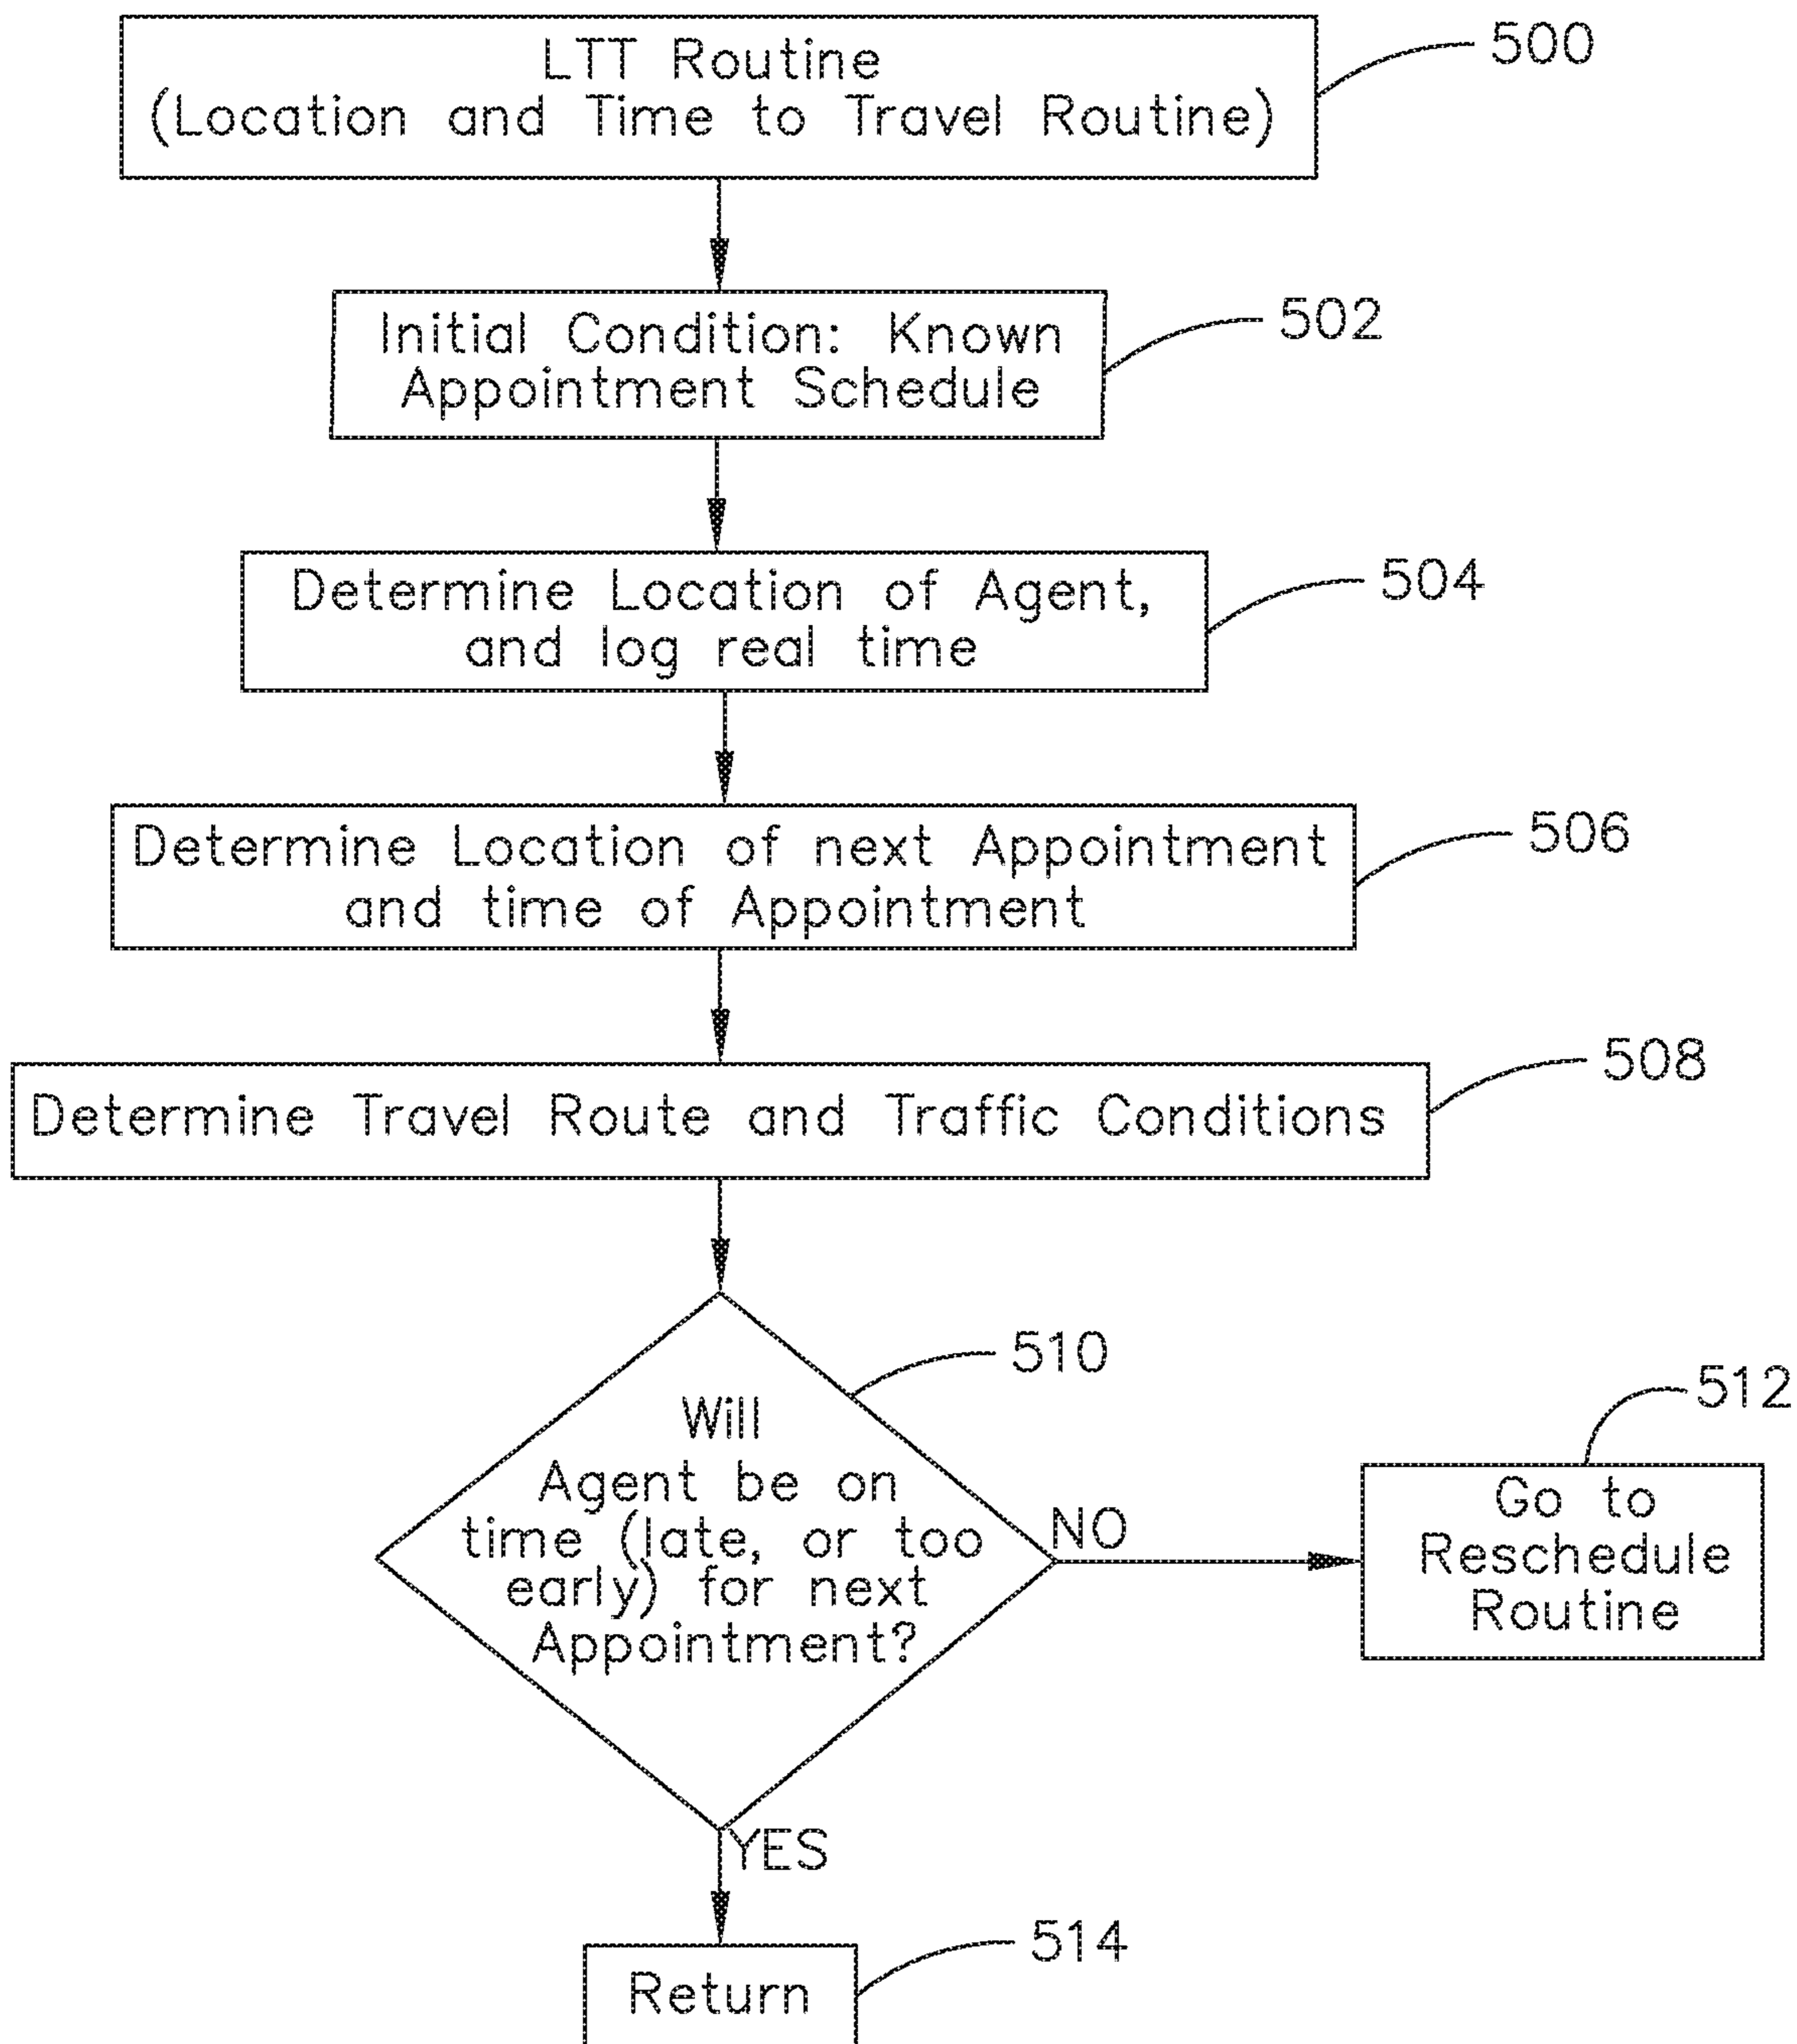 LTT Routine
500
(Location and Time to Travel Routine)
Initial Condition: Known
502
Appointment Schedule
Determine Location of Agent,
504
and log real time
Determine Location of next Appointment
506
and time of Appointment
508
Determine Travel Route and Traffic Conditions
510
Will
Agent be on
time (late, or too
early) for next
Appointment?
NO
512
Go to
Reschedule
Routine
YES
514
Return